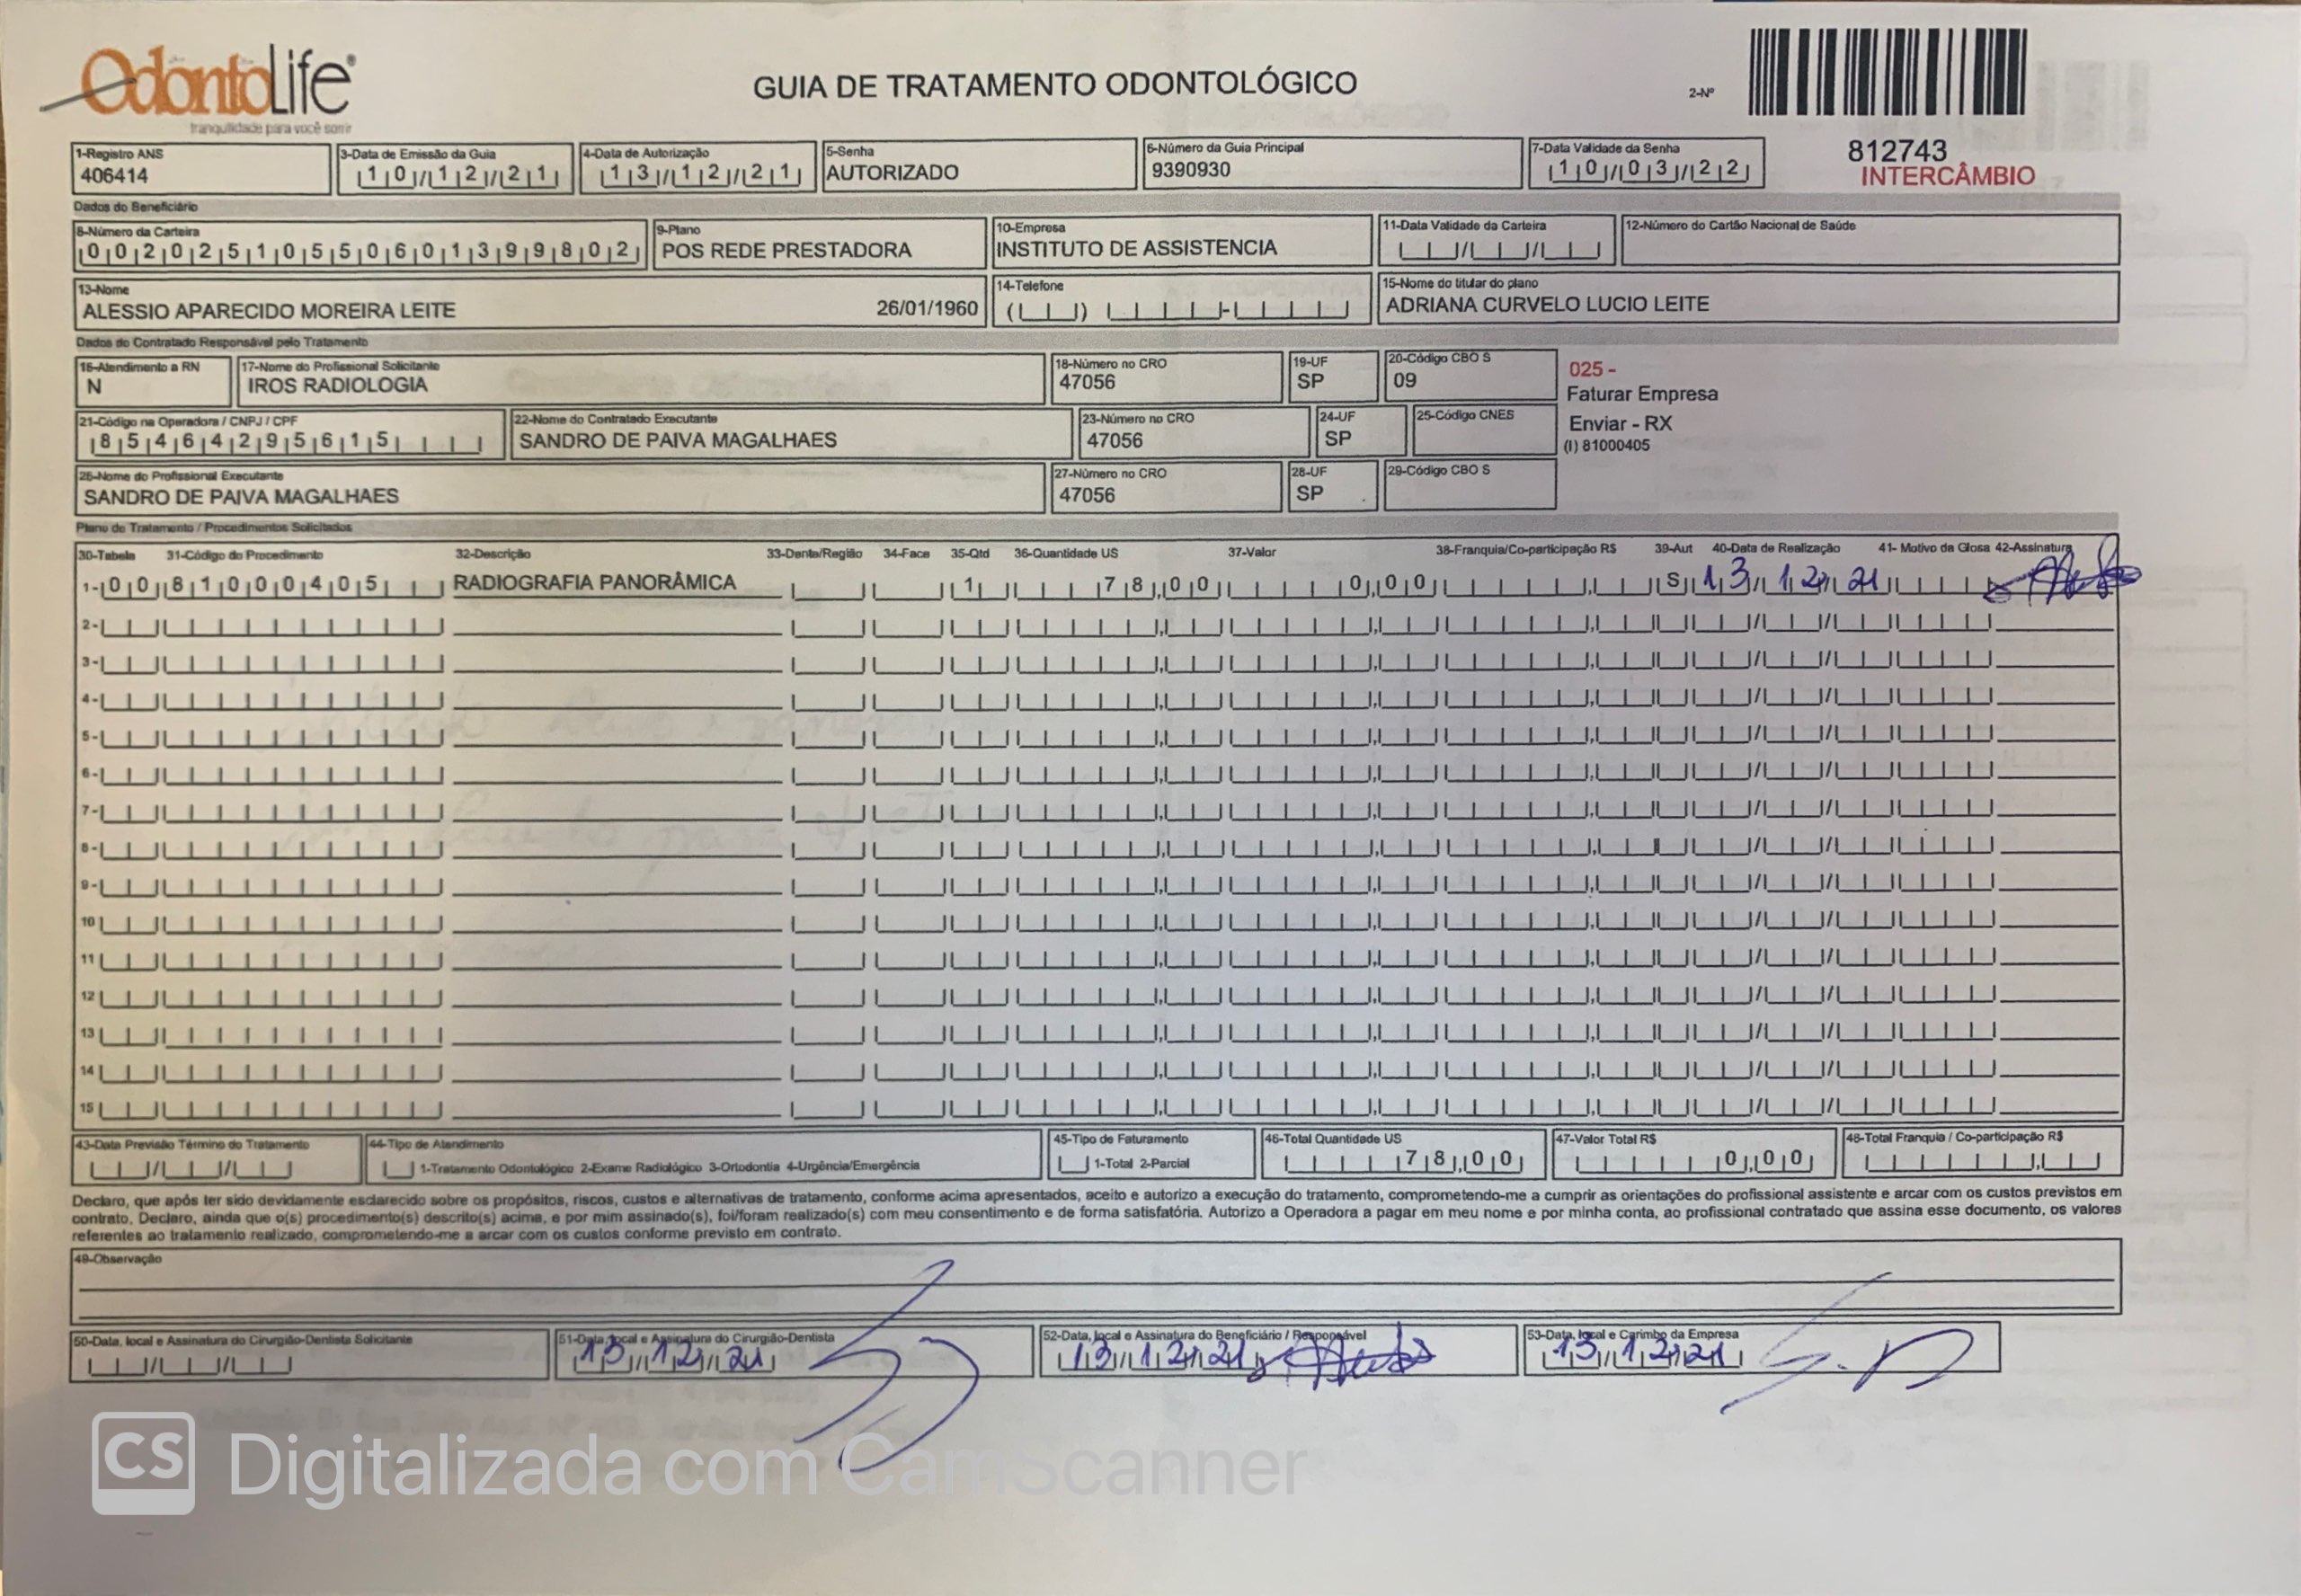 OdontoLife®
tranquilidade para você sorrir
GUIA DE TRATAMENTO ODONTOLÓGICO
2-Nº
812743
INTERCÂMBIO
1-Registro ANS
406414
3-Data de Emissão da Guia
10/12/21
4-Data de Autorização
13/12/21
5-Senha
AUTORIZADO
6-Número da Guia Principal
9390930
7-Data Validade da Senha
10/03/22
Dados do Beneficiário
8-Número da Carteira
00202510550601399802
9-Plano
POS REDE PRESTADORA
10-Empresa
INSTITUTO DE ASSISTENCIA
11-Data Validade da Carteira
12-Número do Cartão Nacional de Saúde
13-Nome
ALESSIO APARECIDO MOREIRA LEITE 26/01/1960
14-Telefone
15-Nome do titular do plano
ADRIANA CURVELO LUCIO LEITE
Dados do Contratado Responsável pelo Tratamento
16-Atendimento a RN
N
17-Nome do Profissional Solicitante
IROS RADIOLOGIA
18-Número no CRO
47056
19-UF
SP
20-Código CBO S
09
025 -
Faturar Empresa
Enviar - RX
(I) 81000405
21-Código na Operadora / CNPJ / CPF
85464295615
22-Nome do Contratado Executante
SANDRO DE PAIVA MAGALHAES
23-Número no CRO
47056
24-UF
SP
25-Código CNES
26-Nome do Profissional Executante
SANDRO DE PAIVA MAGALHAES
27-Número no CRO
47056
28-UF
SP
29-Código CBO S
Plano de Tratamento / Procedimentos Solicitados
30-Tabela 31-Código do Procedimento 32-Descrição 33-Dente/Região 34-Face 35-Qtd 36-Quantidade US 37-Valor 38-Franquia/Co-participação R$ 39-Aut 40-Data de Realização 41- Motivo da Glosa 42-Assinatura
1- 00 81000405 RADIOGRAFIA PANORÂMICA 1 78,00 0,00 S 13/12/21
2-
3-
4-
5-
6-
7-
8-
9-
10
11
12
13
14
15
43-Data Previsão Término do Tratamento
44-Tipo de Atendimento
1-Tratamento Odontológico 2-Exame Radiológico 3-Ortodontia 4-Urgência/Emergência
45-Tipo de Faturamento
1-Total 2-Parcial
46-Total Quantidade US
78,00
47-Valor Total R$
0,00
48-Total Franquia / Co-participação R$
Declaro, que após ter sido devidamente esclarecido sobre os propósitos, riscos, custos e alternativas de tratamento, conforme acima apresentados, aceito e autorizo a execução do tratamento, comprometendo-me a cumprir as orientações do profissional assistente e arcar com os custos previstos em
contrato. Declaro, ainda que o(s) procedimento(s) descrito(s) acima, e por mim assinado(s), foi/foram realizado(s) com meu consentimento e de forma satisfatória. Autorizo a Operadora a pagar em meu nome e por minha conta, ao profissional contratado que assina esse documento, os valores
referentes ao tratamento realizado, comprometendo-me a arcar com os custos conforme previsto em contrato.
49-Observação
50-Data, local e Assinatura do Cirurgião-Dentista Solicitante
51-Data, local e Assinatura do Cirurgião-Dentista
13/12/21
52-Data, local e Assinatura do Beneficiário / Responsável
13/12/21
53-Data, local e Carimbo da Empresa
13/12/21
CS Digitalizada com CamScanner